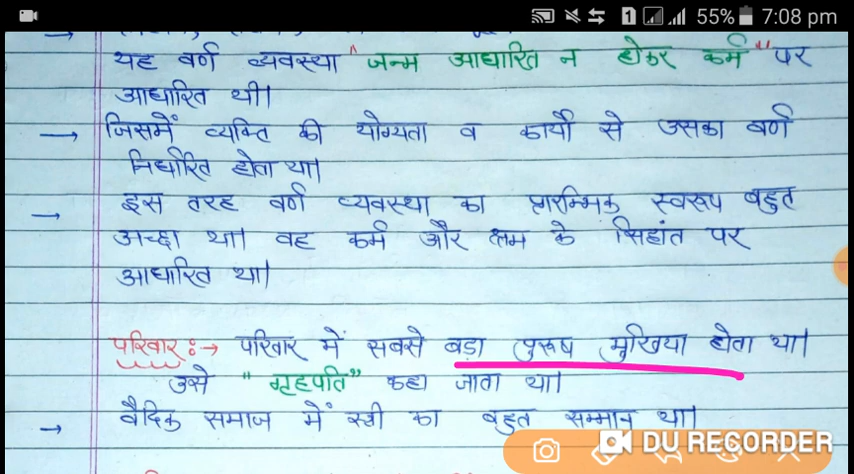 1 55% 7:08 pm
यह वर्ण व्यवस्था "जन्म आधारित न होकर कर्म" पर
आधारित थी।
→ जिसमें व्यक्ति की योग्यता व कार्यो से उसका वर्ण
निर्धारित होता था।
→ इस तरह वर्ण व्यवस्था का प्रारम्भिक स्वरूप बहुत
अच्छा था। वह कर्म और श्रम के सिद्दांत पर
आधारित था।
परिवार :→ परिवार में सबसे बड़ा पुरूष मुखिया होता था।
उसे "गृहपति" कहा जाता था।
→ वैदिक समाज में स्त्री का बहुत सम्मान था।
DU RECORDER